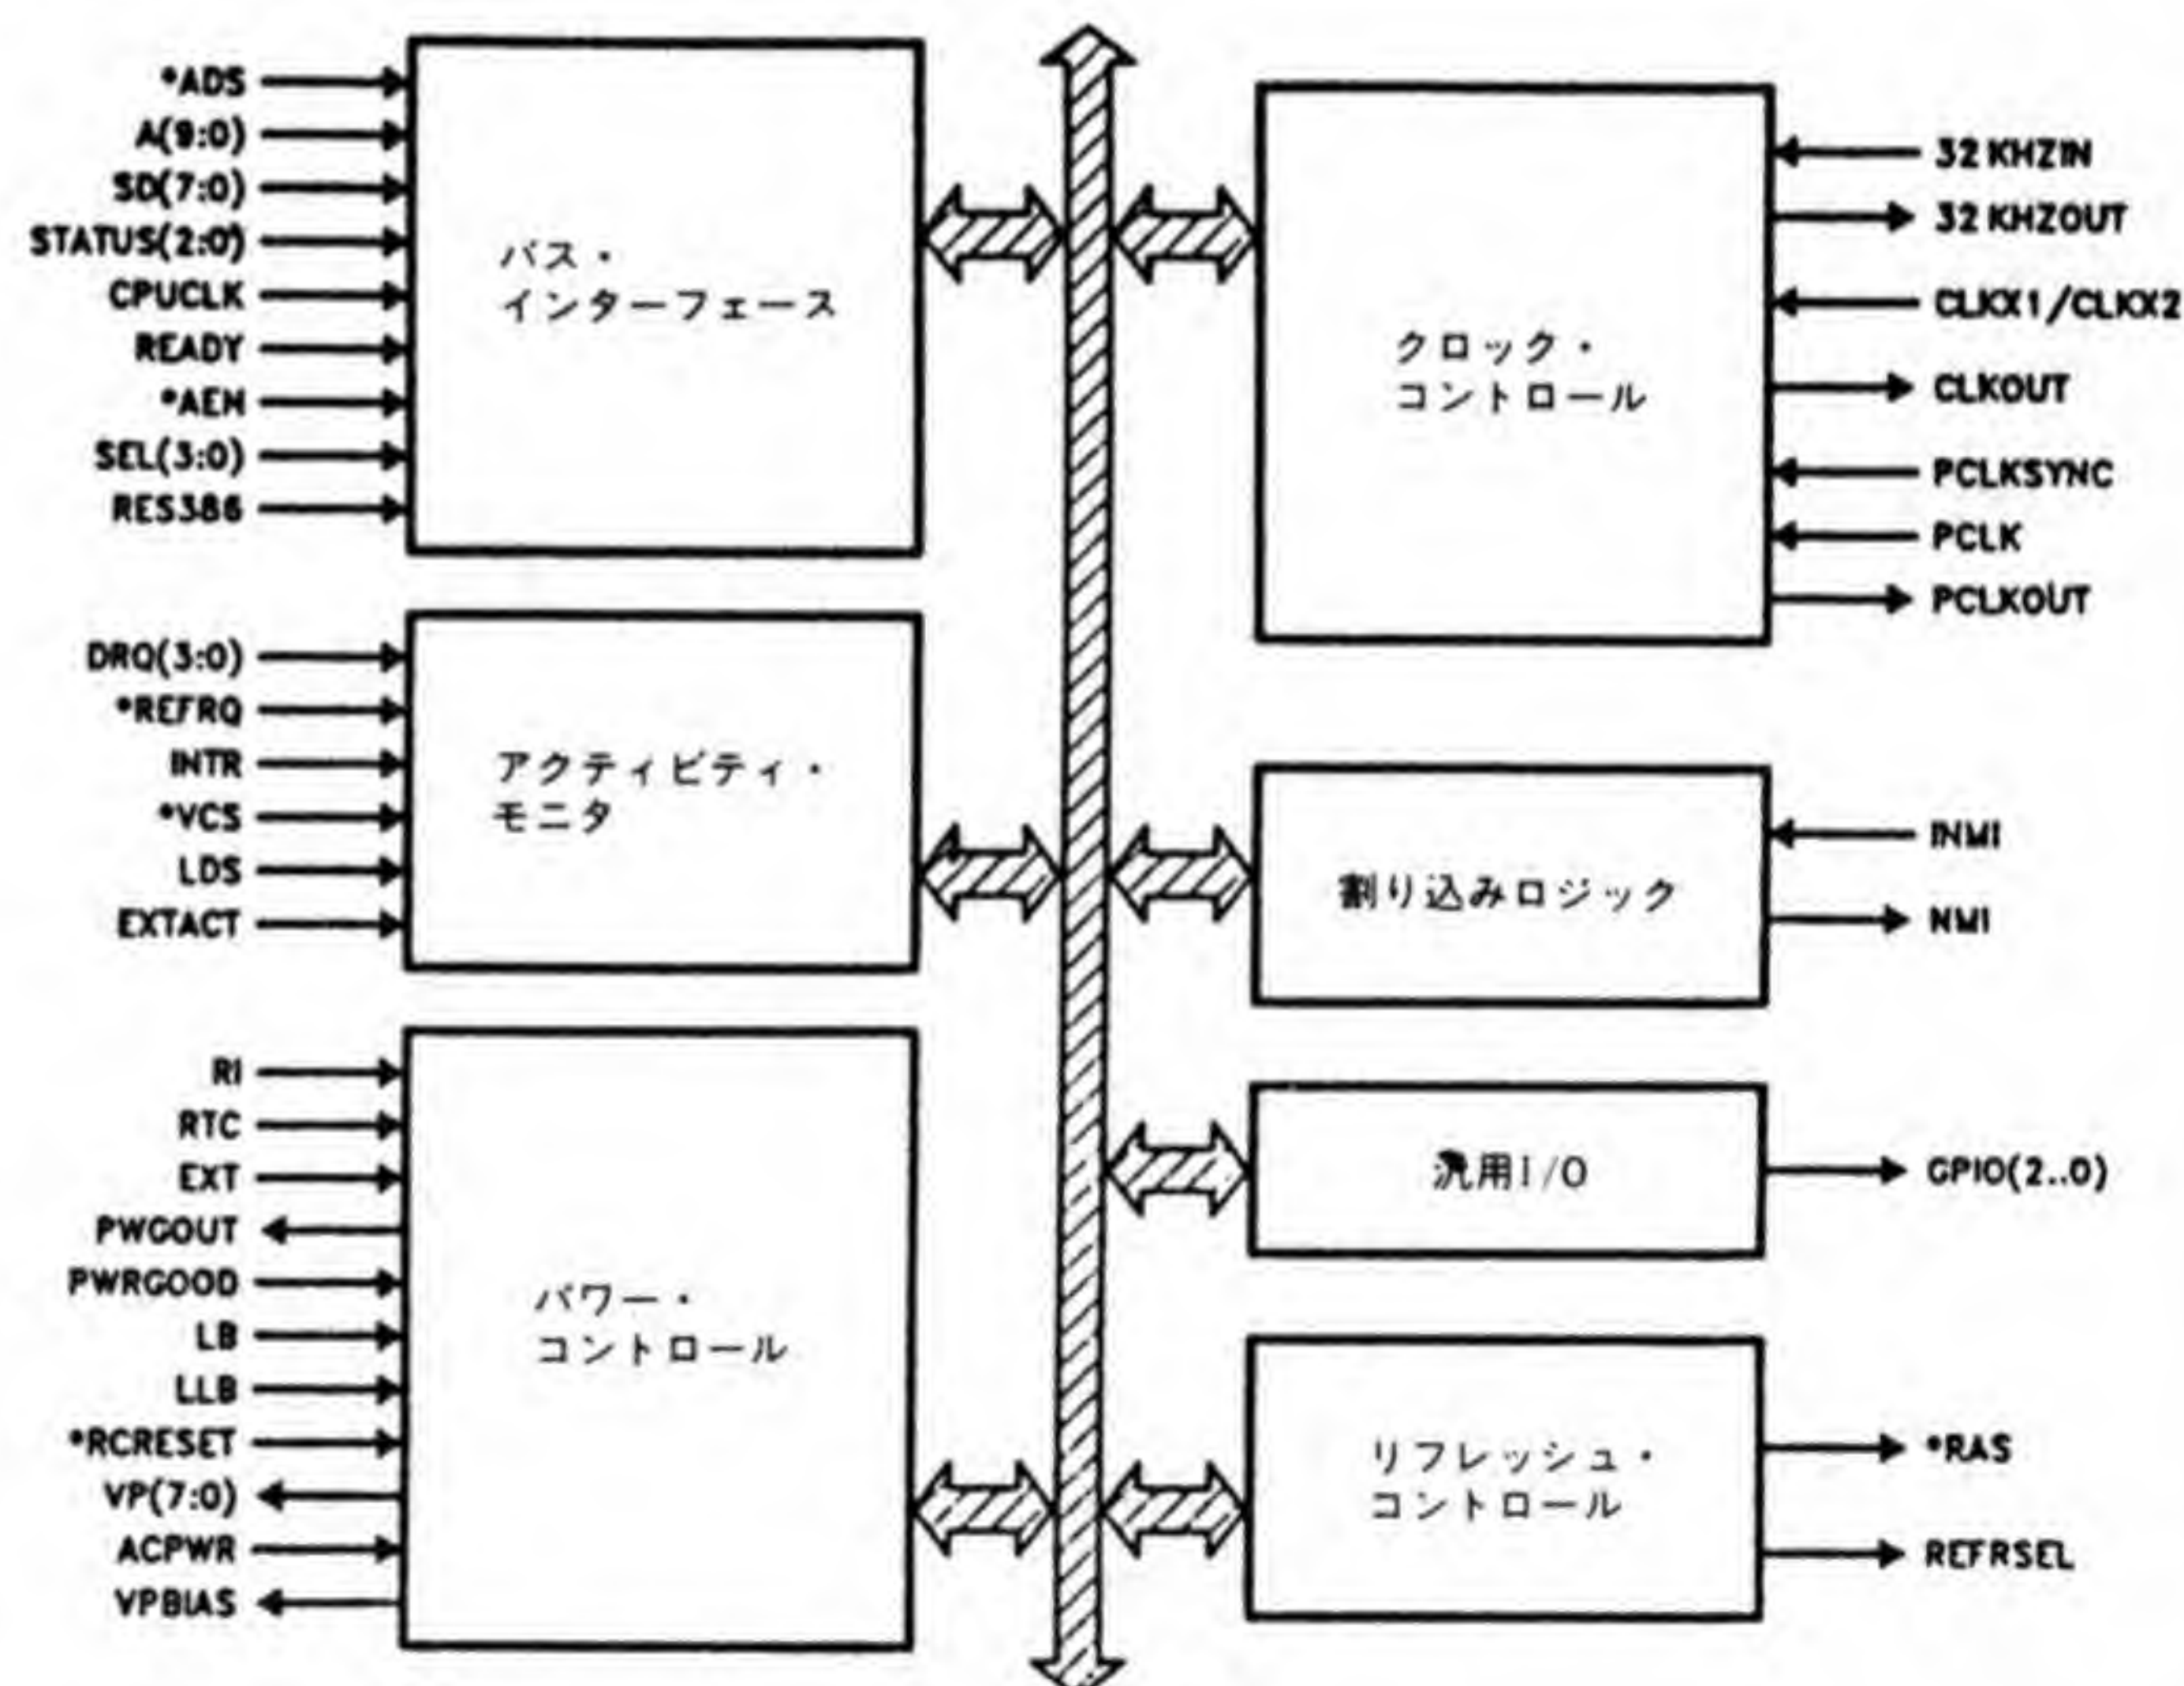 *ADS
A(9:0)
SD(7:0)
STATUS(2:0)
CPUCLK
READY
*AEN
SEL(3:0)
RES386
バス・
インターフェース
DRQ(3:0)
*REFRQ
INTR
*VCS
LDS
EXTACT
アクティビティ・
モニタ
RI
RTC
EXT
PWGOUT
PWRGOOD
LB
LLB
*RCRESET
VP(7:0)
ACPWR
VPBIAS
パワー・
コントロール
クロック・
コントロール
32 KHZIN
32 KHZOUT
CLKX1/CLKX2
CLKOUT
PCLKSYNC
PCLK
PCLKOUT
割り込みロジック
INMI
NMI
汎用I/O
GPIO(2..0)
リフレッシュ・
コントロール
*RAS
REFRSEL